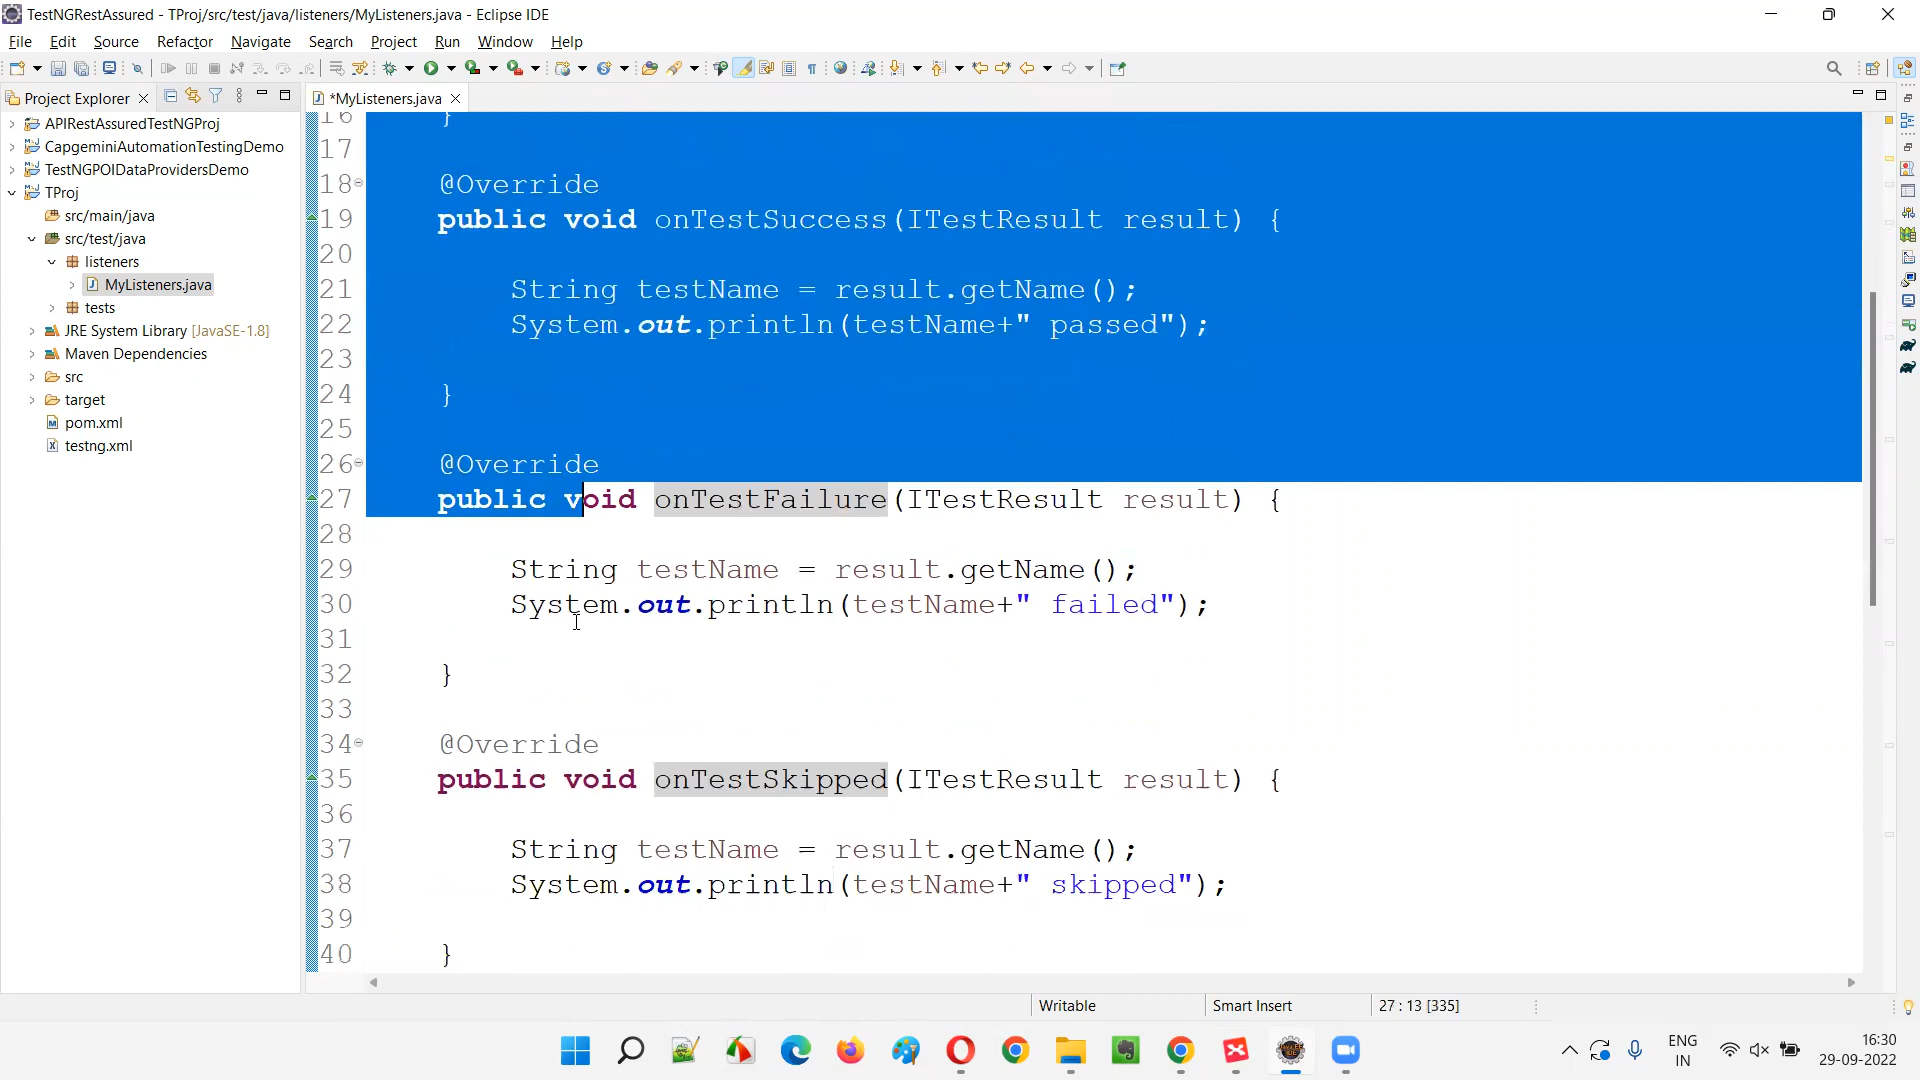 TestNGRestAssured - TProj/src/test/java/listeners/MyListeners.java - Eclipse IDE
File Edit Source Refactor Navigate Search Project Run Window Help
Project Explorer
*MyListeners.java
APIRestAssuredTestNGProj
CapgeminiAutomationTestingDemo
TestNGPOIDataProvidersDemo
TProj
src/main/java
src/test/java
listeners
MyListeners.java
tests
JRE System Library [JavaSE-1.8]
Maven Dependencies
src
target
pom.xml
testng.xml
16 }
17
18 @Override
19 public void onTestSuccess(ITestResult result) {
20
21 String testName = result.getName();
22 System.out.println(testName+" passed");
23
24 }
25
26 @Override
27 public void onTestFailure(ITestResult result) {
28
29 String testName = result.getName();
30 System.out.println(testName+" failed");
31
32 }
33
34 @Override
35 public void onTestSkipped(ITestResult result) {
36
37 String testName = result.getName();
38 System.out.println(testName+" skipped");
39
40 }
Writable Smart Insert 27 : 13 [335]
ENG
IN
16:30
29-09-2022